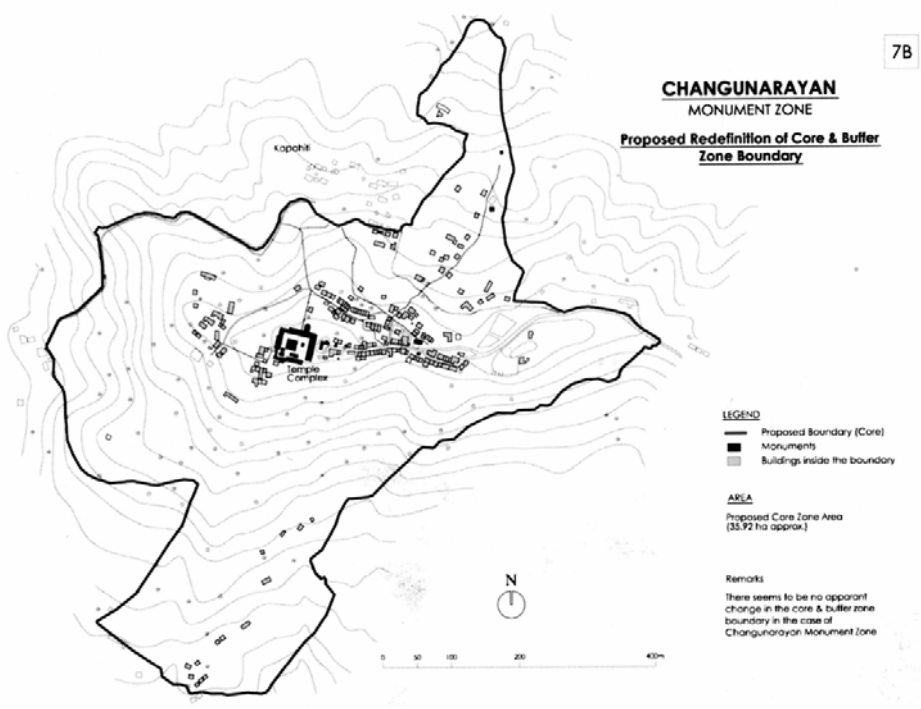 7B
CHANGUNARAYAN
MONUMENT ZONE
Proposed Redefinition of Core & Buffer
Zone Boundary
Kapahiti
Temple
Complex
LEGEND
Proposed Boundary (Core)
Monuments
Buildings inside the boundary
AREA
Proposed Core Zone Area
(35.92 ha approx.)
Remarks
There seems to be no apparant
change in the core & buffer zone
boundary in the case of
Changunarayan Monument Zone
N
0 50 100 200 400m